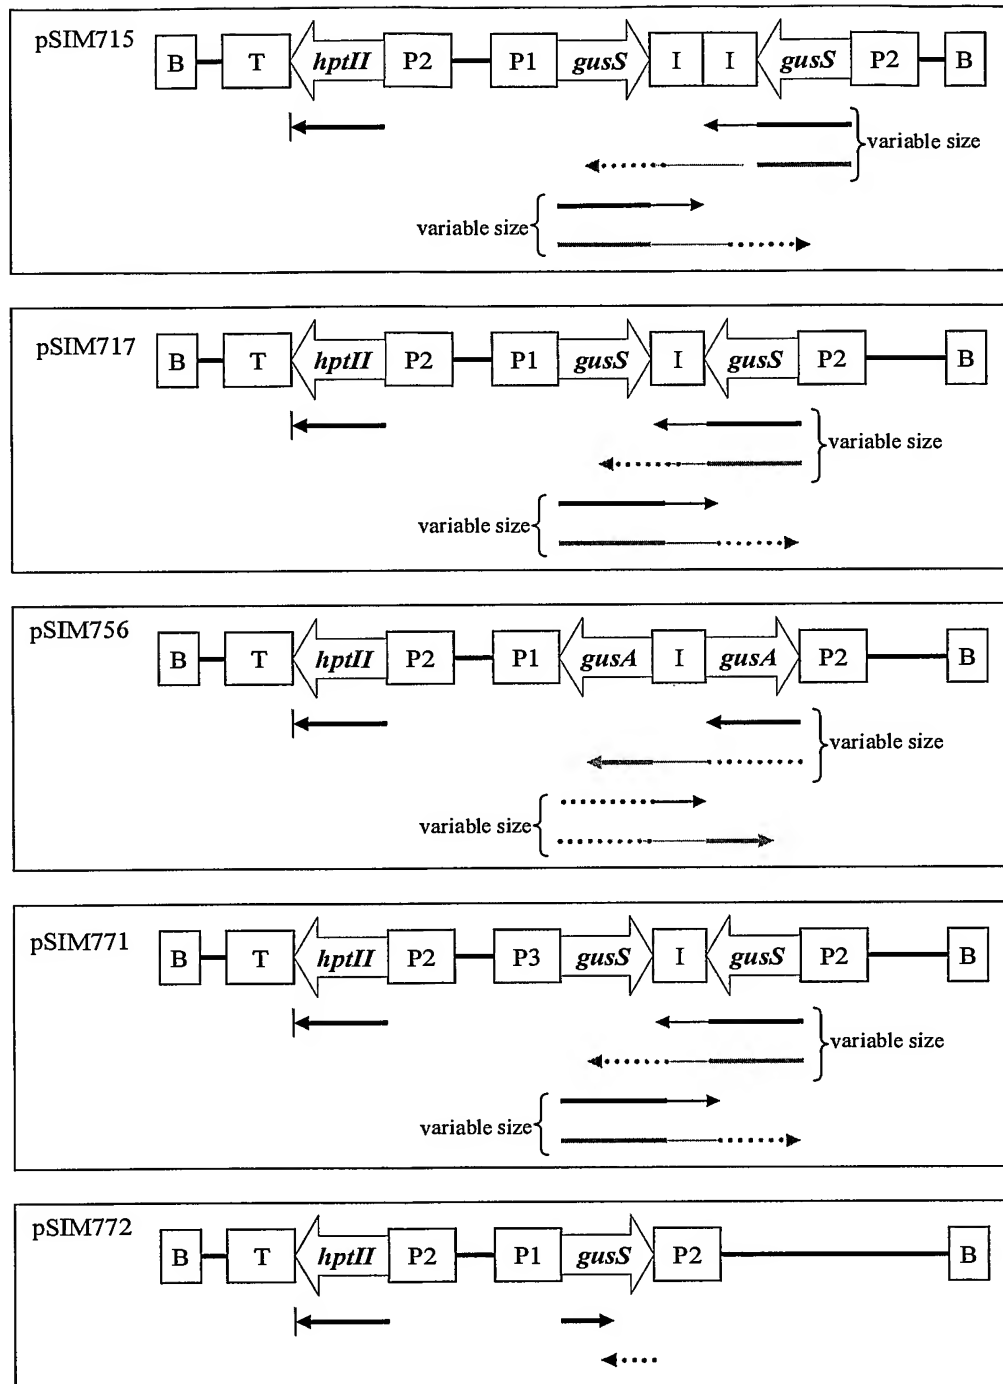 pSIM715
B T hptII P2 P1 gusS I I gusS P2 B
variable size
variable size
pSIM717
B T hptII P2 P1 gusS I gusS P2 B
variable size
variable size
pSIM756
B T hptII P2 P1 gusA I gusA P2 B
variable size
variable size
pSIM771
B T hptII P2 P3 gusS I gusS P2 B
variable size
variable size
pSIM772
B T hptII P2 P1 gusS P2 B